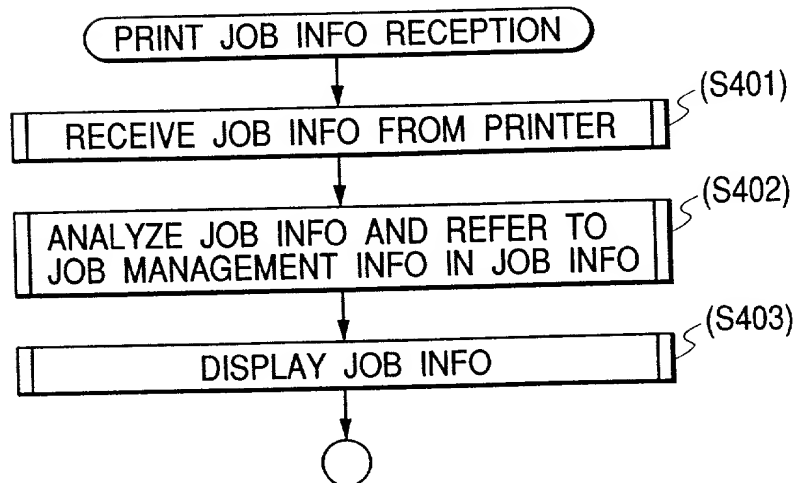 PRINT JOB INFO RECEPTION
(S401)
RECEIVE JOB INFO FROM PRINTER
(S402)
ANALYZE JOB INFO AND REFER TO
JOB MANAGEMENT INFO IN JOB INFO
(S403)
DISPLAY JOB INFO